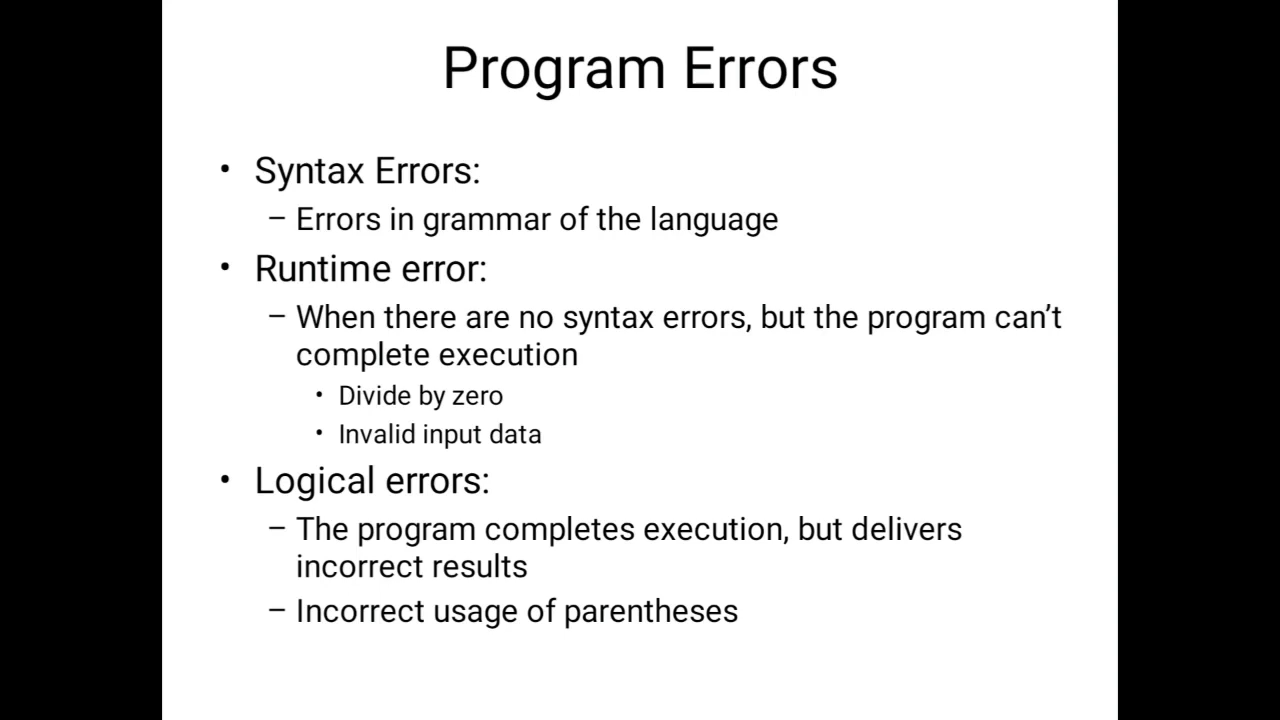 Program Errors
• Syntax Errors:
– Errors in grammar of the language
• Runtime error:
– When there are no syntax errors, but the program can’t
complete execution
• Divide by zero
• Invalid input data
• Logical errors:
– The program completes execution, but delivers
incorrect results
– Incorrect usage of parentheses